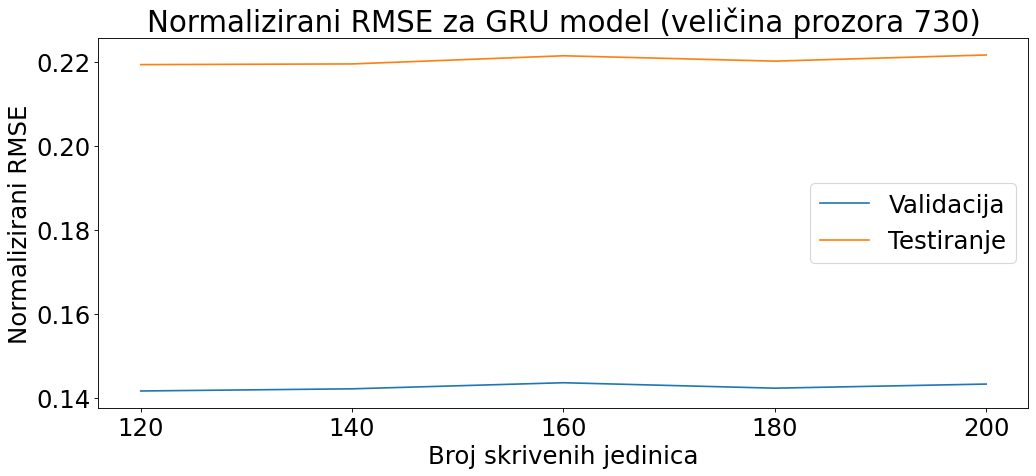 Normalizirani RMSE za GRU model (veličina prozora 730)
Normalizirani RMSE
0.22
0.20
0.18
0.16
0.14
Validacija
Testiranje
120 140 160 180 200
Broj skrivenih jedinica